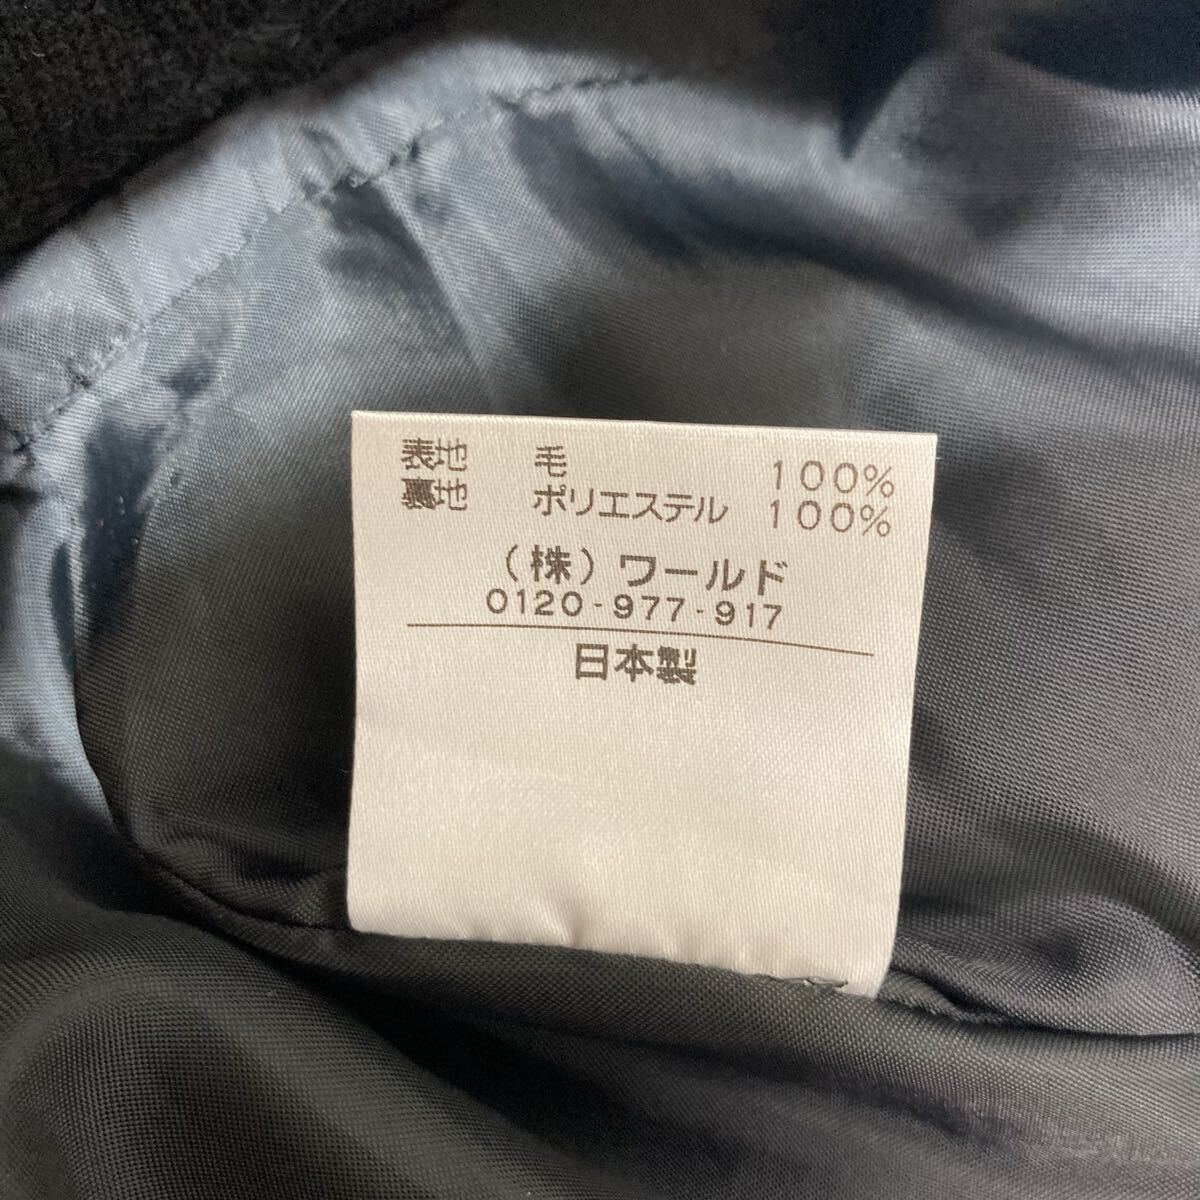 表地 毛 100%
裏地 ポリエステル 100%
(株)ワールド
0120-977-917
日本製